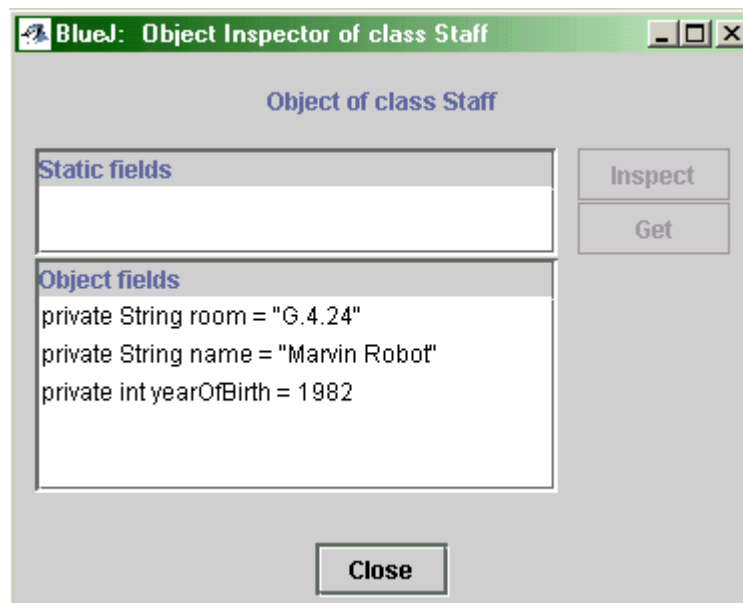 BlueJ: Object Inspector of class Staff
Object of class Staff
Static fields
Inspect
Get
Object fields
private String room = "G.4.24"
private String name = "Marvin Robot"
private int yearOfBirth = 1982
Close